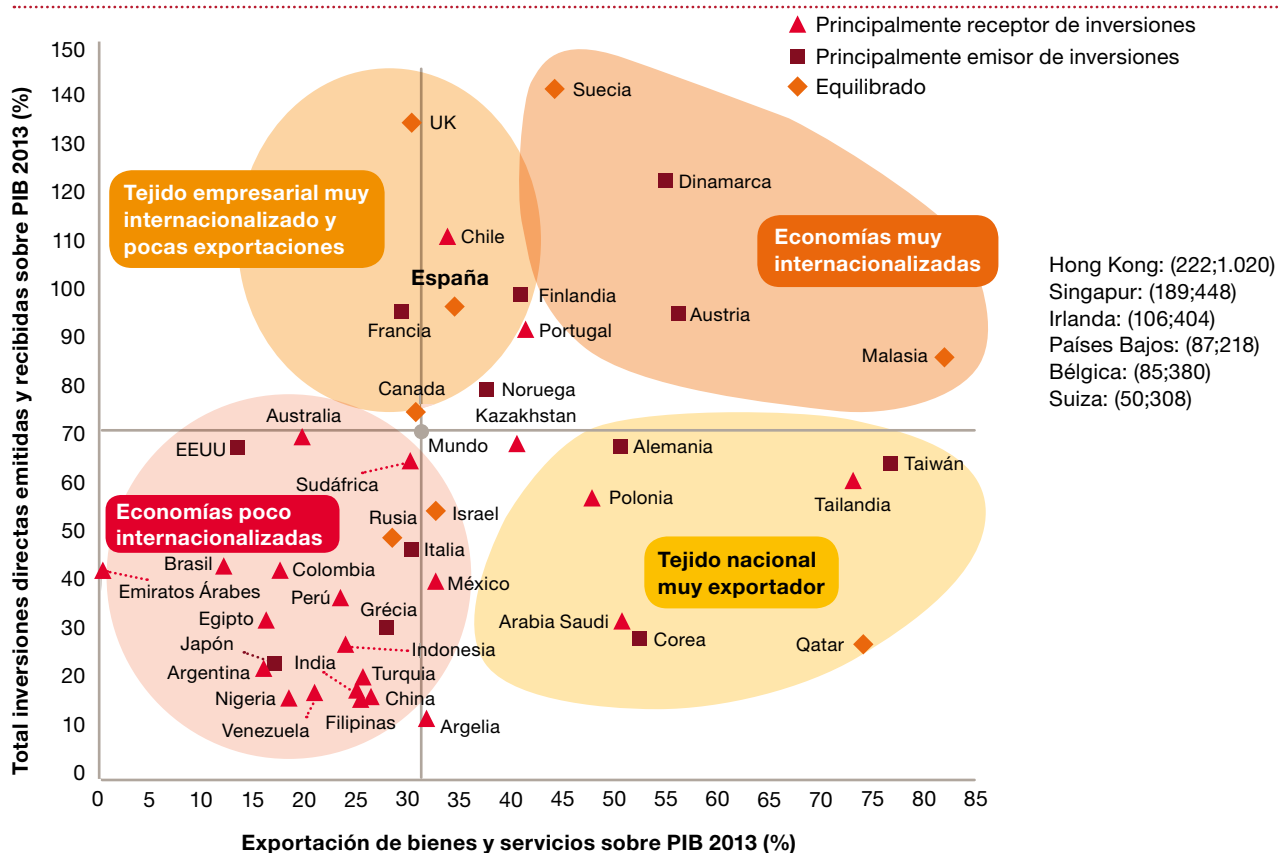 Principalmente receptor de inversiones
Principalmente emisor de inversiones
Equilibrado
Total inversiones directas emitidas y recibidas sobre PIB 2013 (%)
150
140
130
120
110
100
90
80
70
60
50
40
30
20
10
0
Suecia
UK
Dinamarca
Tejido empresarial muy
internacionalizado y
pocas exportaciones
Chile
Economías muy
internacionalizadas
España
Finlandia
Francia
Portugal
Austria
Malasia
Canada
Noruega
Australia
Kazakhstan
EEUU
Mundo
Alemania
Taiwán
Sudáfrica
Polonia
Tailandia
Economías poco
internacionalizadas
Rusia
Israel
Italia
Tejido nacional
muy exportador
Brasil
Colombia
Emiratos Árabes
México
Perú
Grécia
Egipto
Arabia Saudi
Corea
Qatar
Japón
Indonesia
India
Argentina
Turquia
Nigeria
China
Venezuela
Filipinas
Argelia
Hong Kong: (222;1.020)
Singapur: (189;448)
Irlanda: (106;404)
Países Bajos: (87;218)
Bélgica: (85;380)
Suiza: (50;308)
0 5 10 15 20 25 30 35 40 45 50 55 60 65 70 75 80 85
Exportación de bienes y servicios sobre PIB 2013 (%)